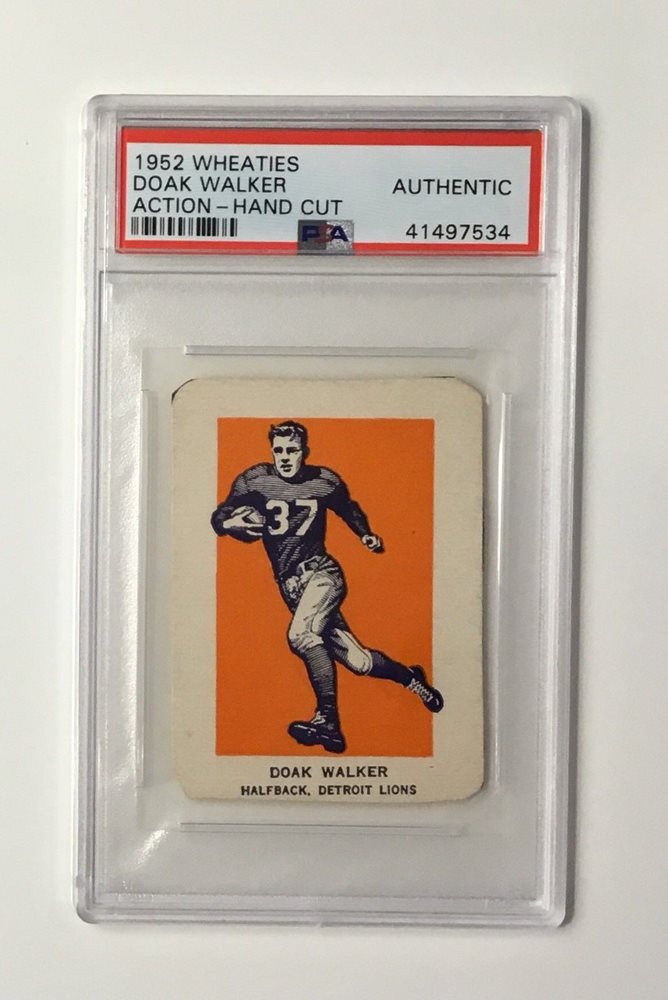 1952 WHEATIES
DOAK WALKER AUTHENTIC
ACTION - HAND CUT
PSA 41497534
37
DOAK WALKER
HALFBACK, DETROIT LIONS